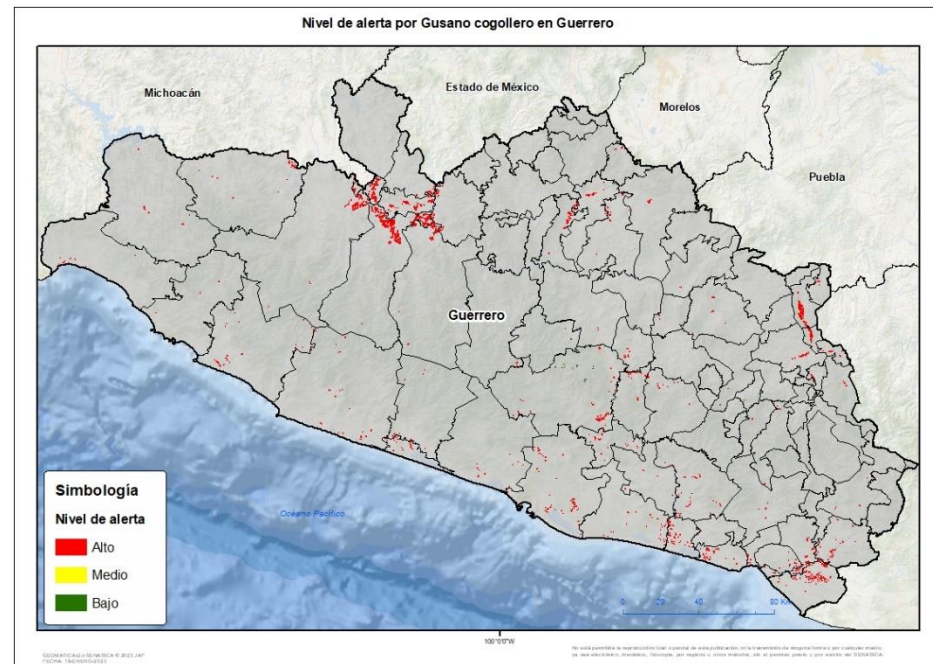 Nivel de alerta por Gusano cogollero en Guerrero
Michoacán
Estado de México
Morelos
Puebla
Guerrero
Océano Pacífico
Simbología
Nivel de alerta
Alto
Medio
Bajo
0 20 40 80 Km
100°0'0"W